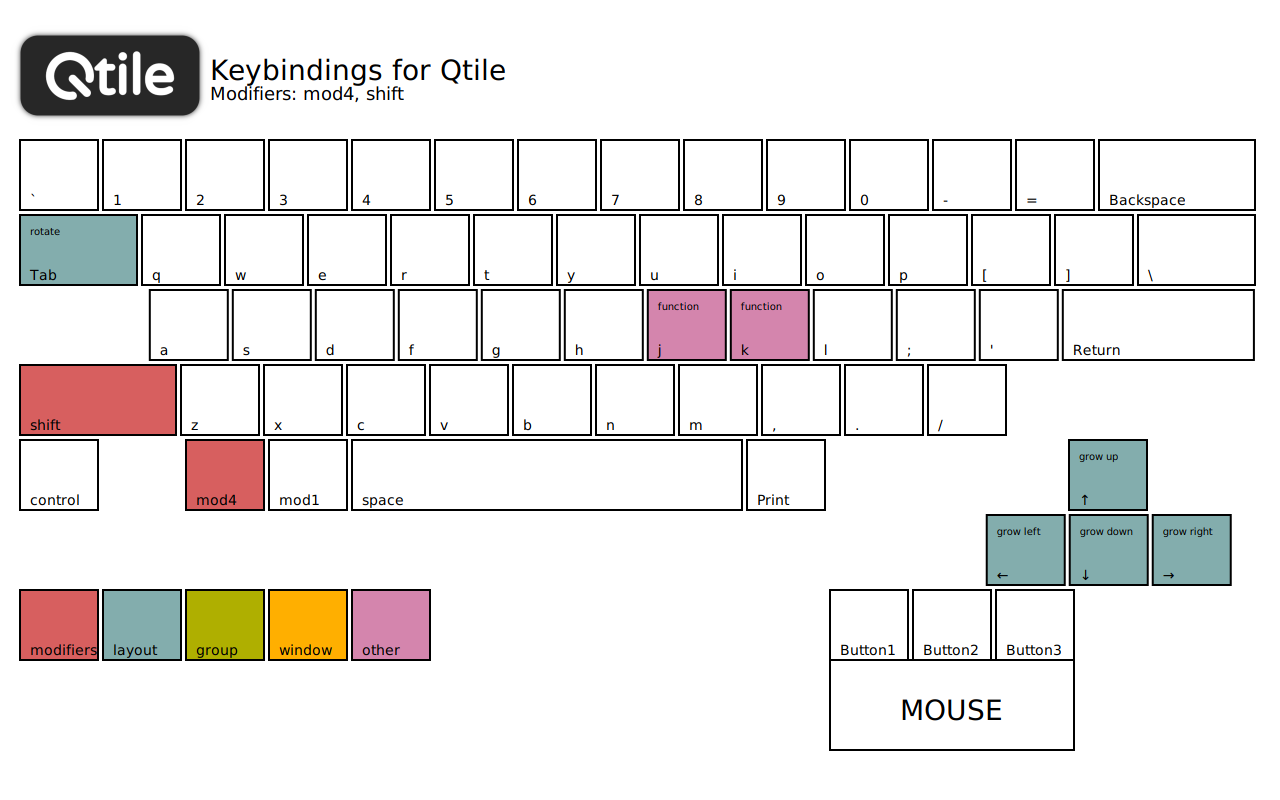 Qtile
Keybindings for Qtile
Modifiers: mod4, shift
` 1 2 3 4 5 6 7 8 9 0 - = Backspace
rotate
Tab q w e r t y u i o p [ ] \
function function
a s d f g h j k l ; ' Return
shift z x c v b n m , . /
grow up
control mod4 mod1 space Print ↑
grow left grow down grow right
← ↓ →
modifiers layout group window other Button1 Button2 Button3
MOUSE